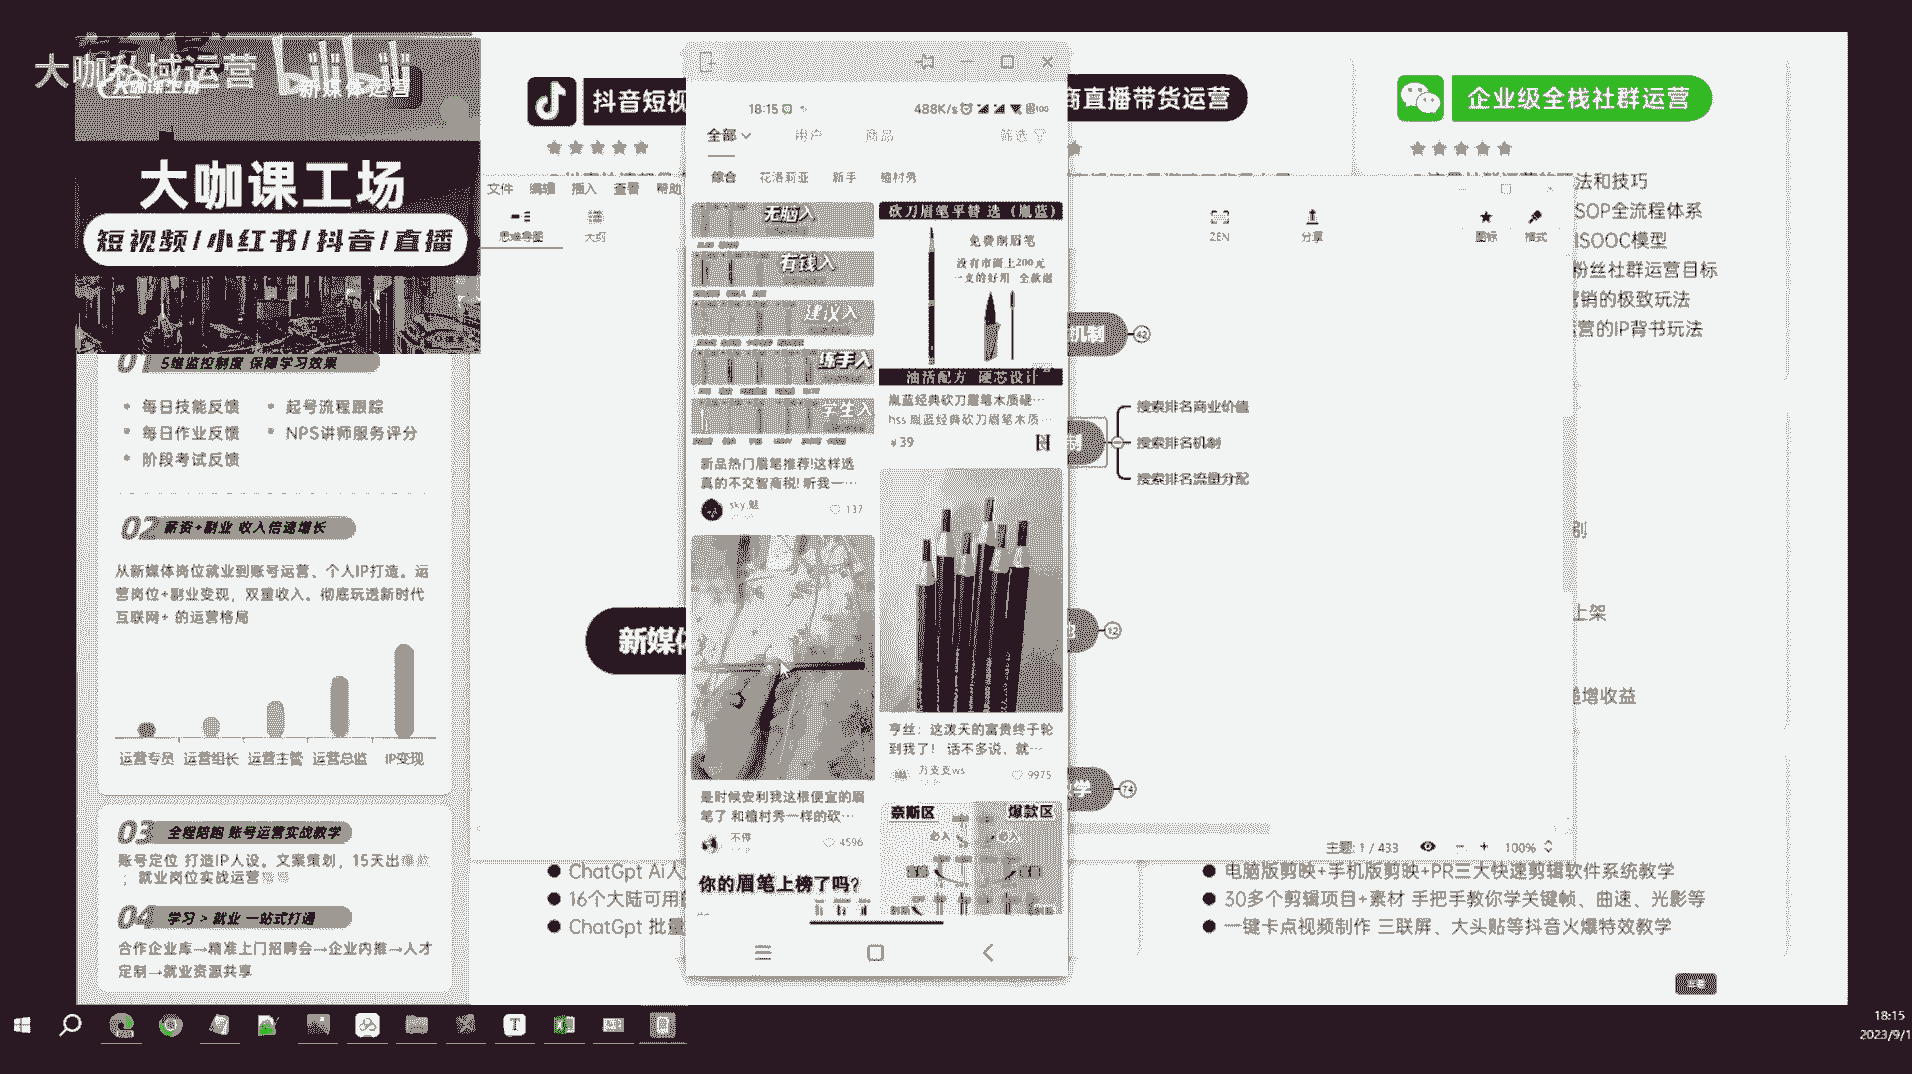 大咖私域运营
bilibili
新媒体运营
大咖课工场
短视频/小红书/抖音/直播
01 5维监控制度 保障学习效果
每日技能反馈
起号流程跟踪
每日作业反馈
NPS讲师服务评分
阶段考试反馈
02 薪资+副业 收入倍速增长
从新媒体岗位就业到账号运营、个人IP打造。运
营岗位+副业变现，双重收入。彻底玩透新时代
互联网+ 的运营格局
运营专员 运营组长 运营主管 运营总监 IP变现
03 全程陪跑 账号运营实战教学
账号定位 打造IP人设。文案策划，15天出爆款
；就业岗位实战运营
04 学习 > 就业 一站式打通
合作企业库→精准上门招聘会→企业内推→人才
定制→就业资源共享
抖音短视
商直播带货运营
企业级全栈社群运营
文件 编辑 插入 查看 帮助
思维导图 大纲
ZEN
分享
图标 格式
法和技巧
SOP全流程体系
ISOOC模型
粉丝社群运营目标
营销的极致玩法
运营的IP背书玩法
新媒体
机制 42
制
搜索排名商业价值
搜索排名机制
搜索排名流量分配
12
学 74
别
上架
递增收益
主题: 1 / 433
100%
ChatGpt AI人
16个大陆可用的
ChatGpt 批量
电脑版剪映+手机版剪映+PR三大快速剪辑软件系统教学
30多个剪辑项目+素材 手把手教你学关键帧、曲速、光影等
一键卡点视频制作 三联屏、大头贴等抖音火爆特效教学
18:15
488K/s
100
全部 用户 商品 筛选
综合 花洛莉亚 新手 植村秀
无脑入
有钱入
建议入
练手入
学生入
新品热门眉笔推荐!这样选
真的不交智商税! 听我一…
sky.魅
137
砍刀眉笔平替 选（胤蓝）
免费削眉笔
没有市面上200元
一支的好用 全款谢
油活配方 硬芯设计
胤蓝经典砍刀眉笔木质硬…
hss 胤蓝经典砍刀眉笔木质…
¥39
是时候安利我这根便宜的眉
笔了 和植村秀一样的砍…
不停
4596
亨丝：这泼天的富贵终于轮
到我了！ 话不多说，就…
万支支ws
9975
你的眉笔上榜了吗?
奈斯区
爆款区
必入
必入
18:15
2023/9/1